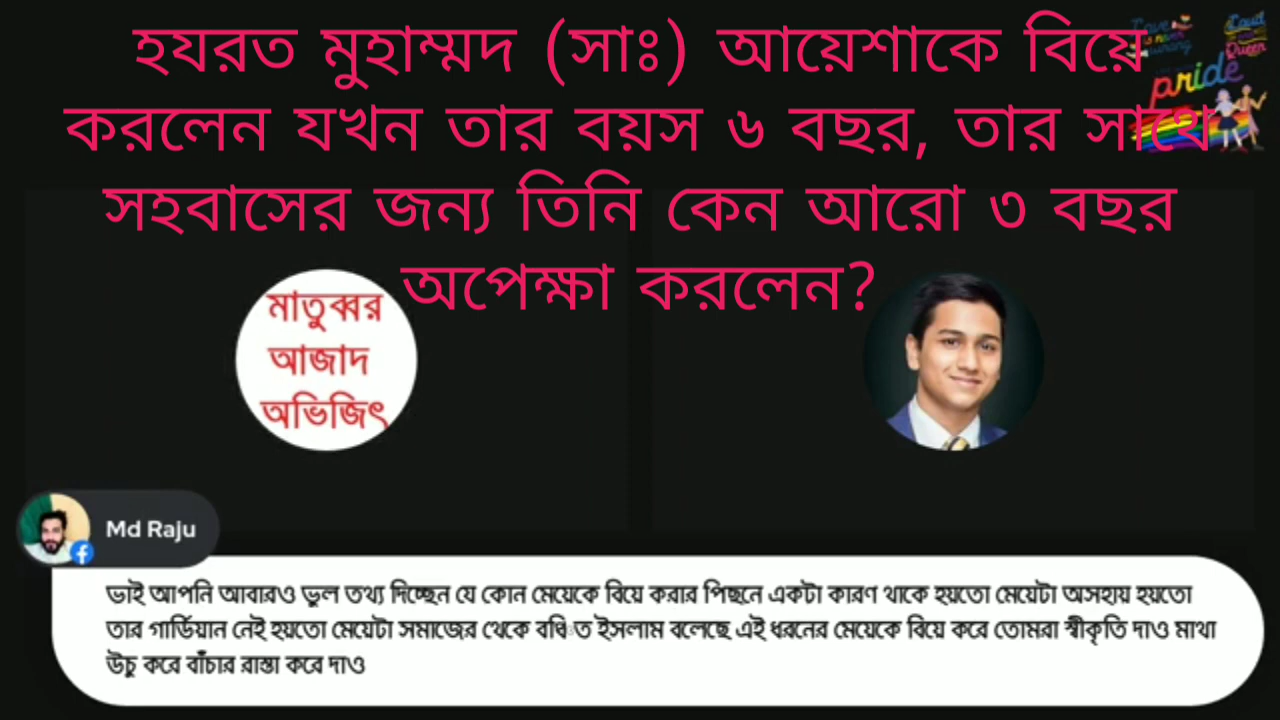 হযরত মুহাম্মদ (সাঃ) আয়েশাকে বিয়ে
করলেন যখন তার বয়স ৬ বছর, তার সাথে
সহবাসের জন্য তিনি কেন আরো ৩ বছর
অপেক্ষা করলেন?
pride
Queen
মাতুব্বর
আজাদ
অভিজিৎ
Md Raju
ভাই আপনি আবারও ভুল তথ্য দিচ্ছেন যে কোন মেয়েকে বিয়ে করার পিছনে একটা কারণ থাকে হয়তো মেয়েটা অসহায় হয়তো
তার গার্ডিয়ান নেই হয়তো মেয়েটা সমাজের থেকে বঞ্চিত ইসলাম বলেছে এই ধরনের মেয়েকে বিয়ে করে তোমরা স্বীকৃতি দাও মাথা
উচু করে বাঁচার রাস্তা করে দাও